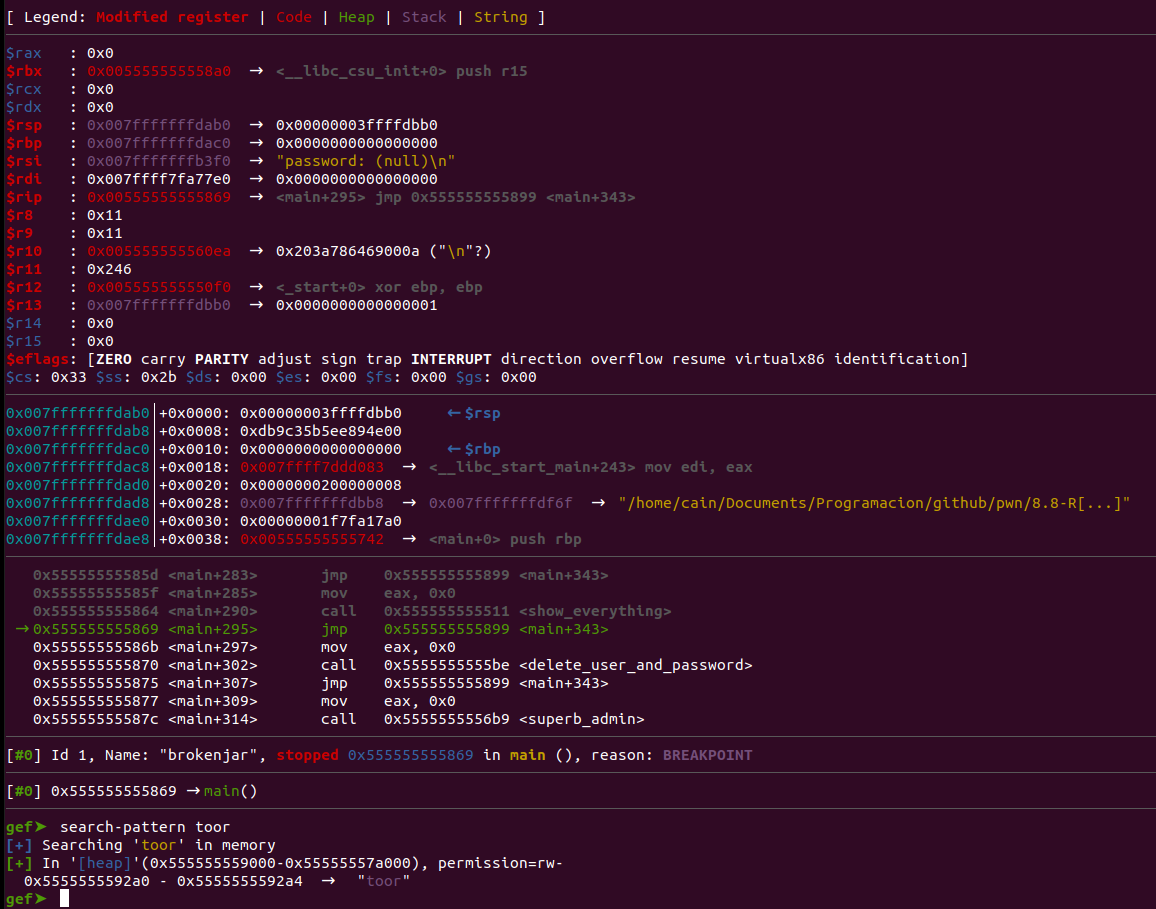 [ Legend: Modified register | Code | Heap | Stack | String ]
$rax   : 0x0
$rbx   : 0x005555555558a0  →  <__libc_csu_init+0> push r15
$rcx   : 0x0
$rdx   : 0x0
$rsp   : 0x007fffffffdab0  →  0x00000003ffffdbb0
$rbp   : 0x007fffffffdac0  →  0x0000000000000000
$rsi   : 0x007fffffffb3f0  →  "password: (null)\n"
$rdi   : 0x007ffff7fa77e0  →  0x0000000000000000
$rip   : 0x00555555555869  →  <main+295> jmp 0x555555555899 <main+343>
$r8    : 0x11
$r9    : 0x11
$r10   : 0x005555555560ea  →  0x203a786469000a ("\n"?)
$r11   : 0x246
$r12   : 0x005555555550f0  →  <_start+0> xor ebp, ebp
$r13   : 0x007fffffffdbb0  →  0x0000000000000001
$r14   : 0x0
$r15   : 0x0
$eflags: [ZERO carry PARITY adjust sign trap INTERRUPT direction overflow resume virtualx86 identification]
$cs: 0x33 $ss: 0x2b $ds: 0x00 $es: 0x00 $fs: 0x00 $gs: 0x00
0x007fffffffdab0│+0x0000: 0x00000003ffffdbb0     ← $rsp
0x007fffffffdab8│+0x0008: 0xdb9c35b5ee894e00
0x007fffffffdac0│+0x0010: 0x0000000000000000     ← $rbp
0x007fffffffdac8│+0x0018: 0x007ffff7ddd083  →  <__libc_start_main+243> mov edi, eax
0x007fffffffdad0│+0x0020: 0x0000000200000008
0x007fffffffdad8│+0x0028: 0x007fffffffdbb8  →  0x007fffffffdf6f  →  "/home/cain/Documents/Programacion/github/pwn/8.8-R[...]"
0x007fffffffdae0│+0x0030: 0x00000001f7fa17a0
0x007fffffffdae8│+0x0038: 0x00555555555742  →  <main+0> push rbp
0x55555555585d <main+283>       jmp    0x555555555899 <main+343>
0x55555555585f <main+285>       mov    eax, 0x0
0x555555555864 <main+290>       call   0x555555555511 <show_everything>
→ 0x555555555869 <main+295>       jmp    0x555555555899 <main+343>
0x55555555586b <main+297>       mov    eax, 0x0
0x555555555870 <main+302>       call   0x5555555555be <delete_user_and_password>
0x555555555875 <main+307>       jmp    0x555555555899 <main+343>
0x555555555877 <main+309>       mov    eax, 0x0
0x55555555587c <main+314>       call   0x5555555556b9 <superb_admin>
[#0] Id 1, Name: "brokenjar", stopped 0x555555555869 in main (), reason: BREAKPOINT
[#0] 0x555555555869 → main()
gef➤  search-pattern toor
[+] Searching 'toor' in memory
[+] In '[heap]'(0x555555559000-0x55555557a000), permission=rw-
0x5555555592a0 - 0x5555555592a4  →   "toor"
gef➤